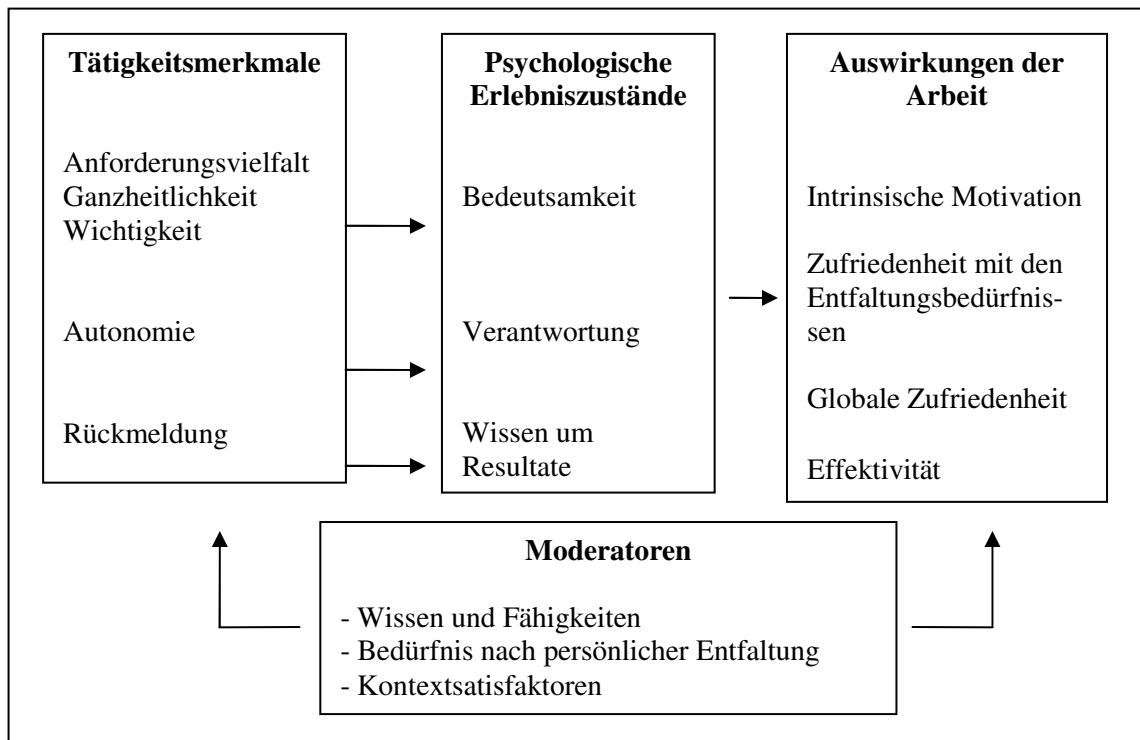 Tätigkeitsmerkmale
Anforderungsvielfalt
Ganzheitlichkeit
Wichtigkeit
Autonomie
Rückmeldung
Psychologische
Erlebniszustände
Bedeutsamkeit
Verantwortung
Wissen um
Resultate
Auswirkungen der
Arbeit
Intrinsische Motivation
Zufriedenheit mit den
Entfaltungsbedürfnis-
sen
Globale Zufriedenheit
Effektivität
Moderatoren
- Wissen und Fähigkeiten
- Bedürfnis nach persönlicher Entfaltung
- Kontextsatisfaktoren